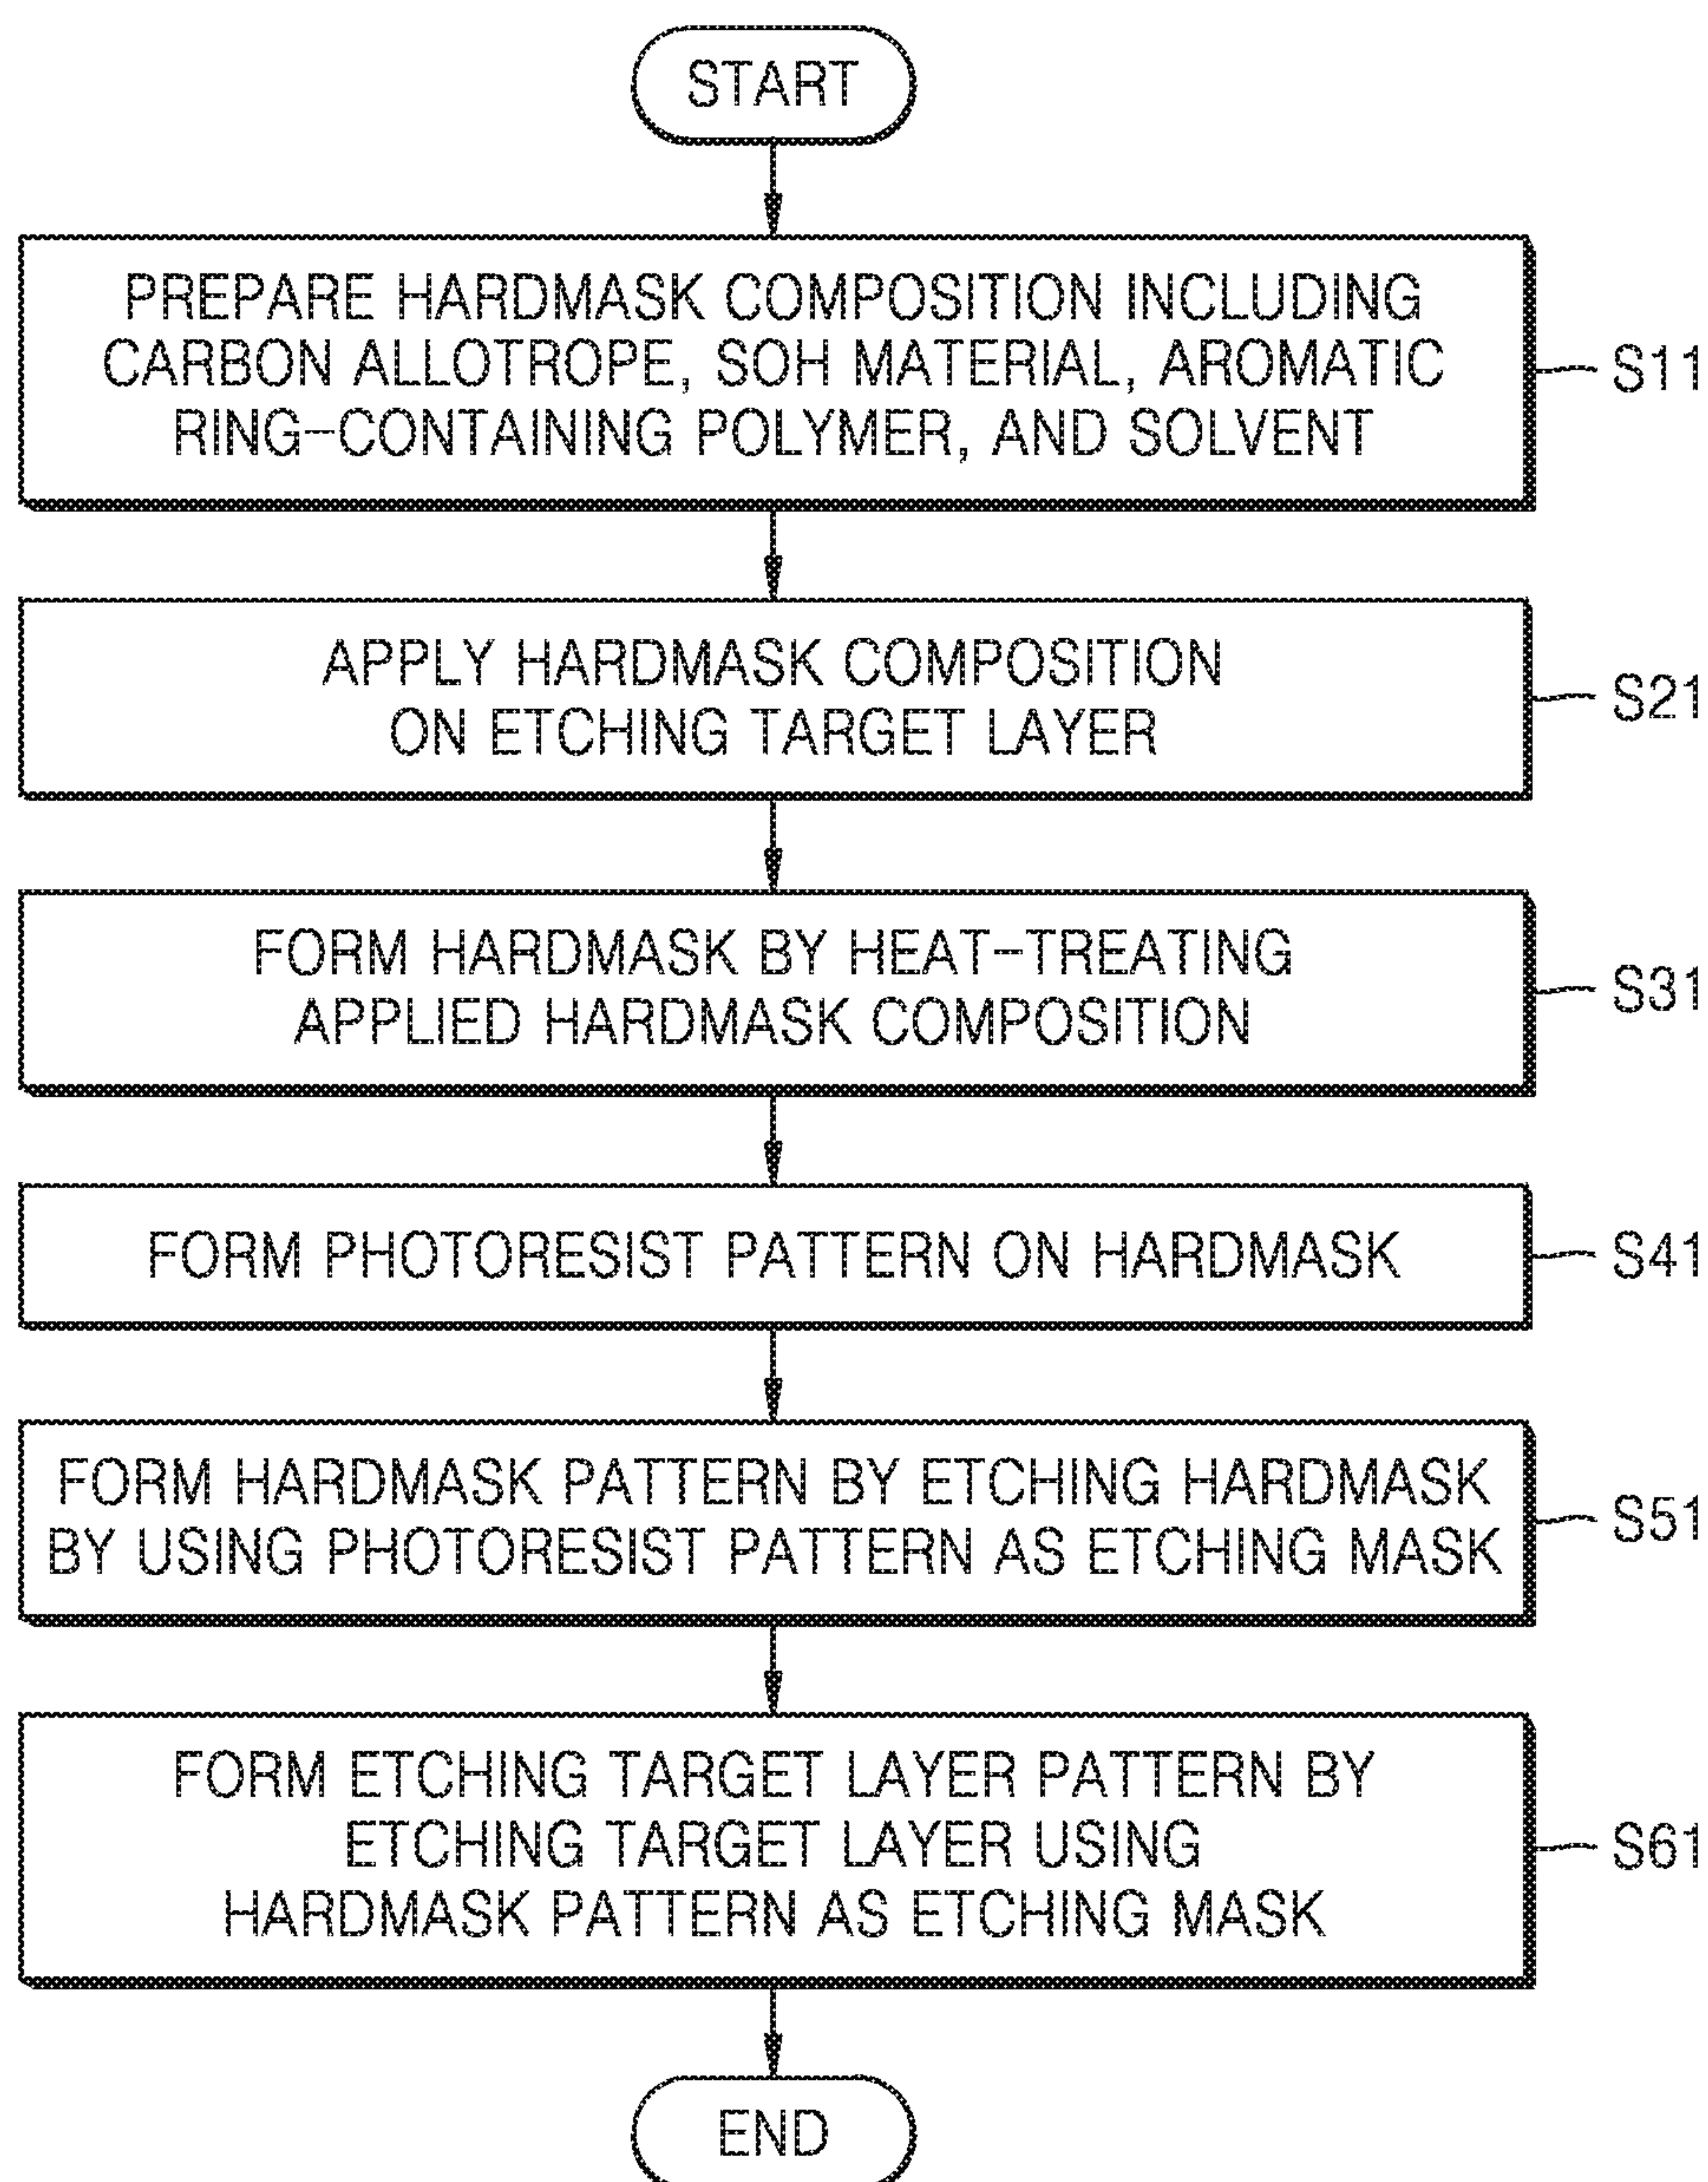 START
PREPARE HARDMASK COMPOSITION INCLUDING
CARBON ALLOTROPE, SOH MATERIAL, AROMATIC
RING-CONTAINING POLYMER, AND SOLVENT
S11
APPLY HARDMASK COMPOSITION
ON ETCHING TARGET LAYER
S21
FORM HARDMASK BY HEAT-TREATING
APPLIED HARDMASK COMPOSITION
S31
FORM PHOTORESIST PATTERN ON HARDMASK
S41
FORM HARDMASK PATTERN BY ETCHING HARDMASK
BY USING PHOTORESIST PATTERN AS ETCHING MASK
S51
FORM ETCHING TARGET LAYER PATTERN BY
ETCHING TARGET LAYER USING
HARDMASK PATTERN AS ETCHING MASK
S61
END